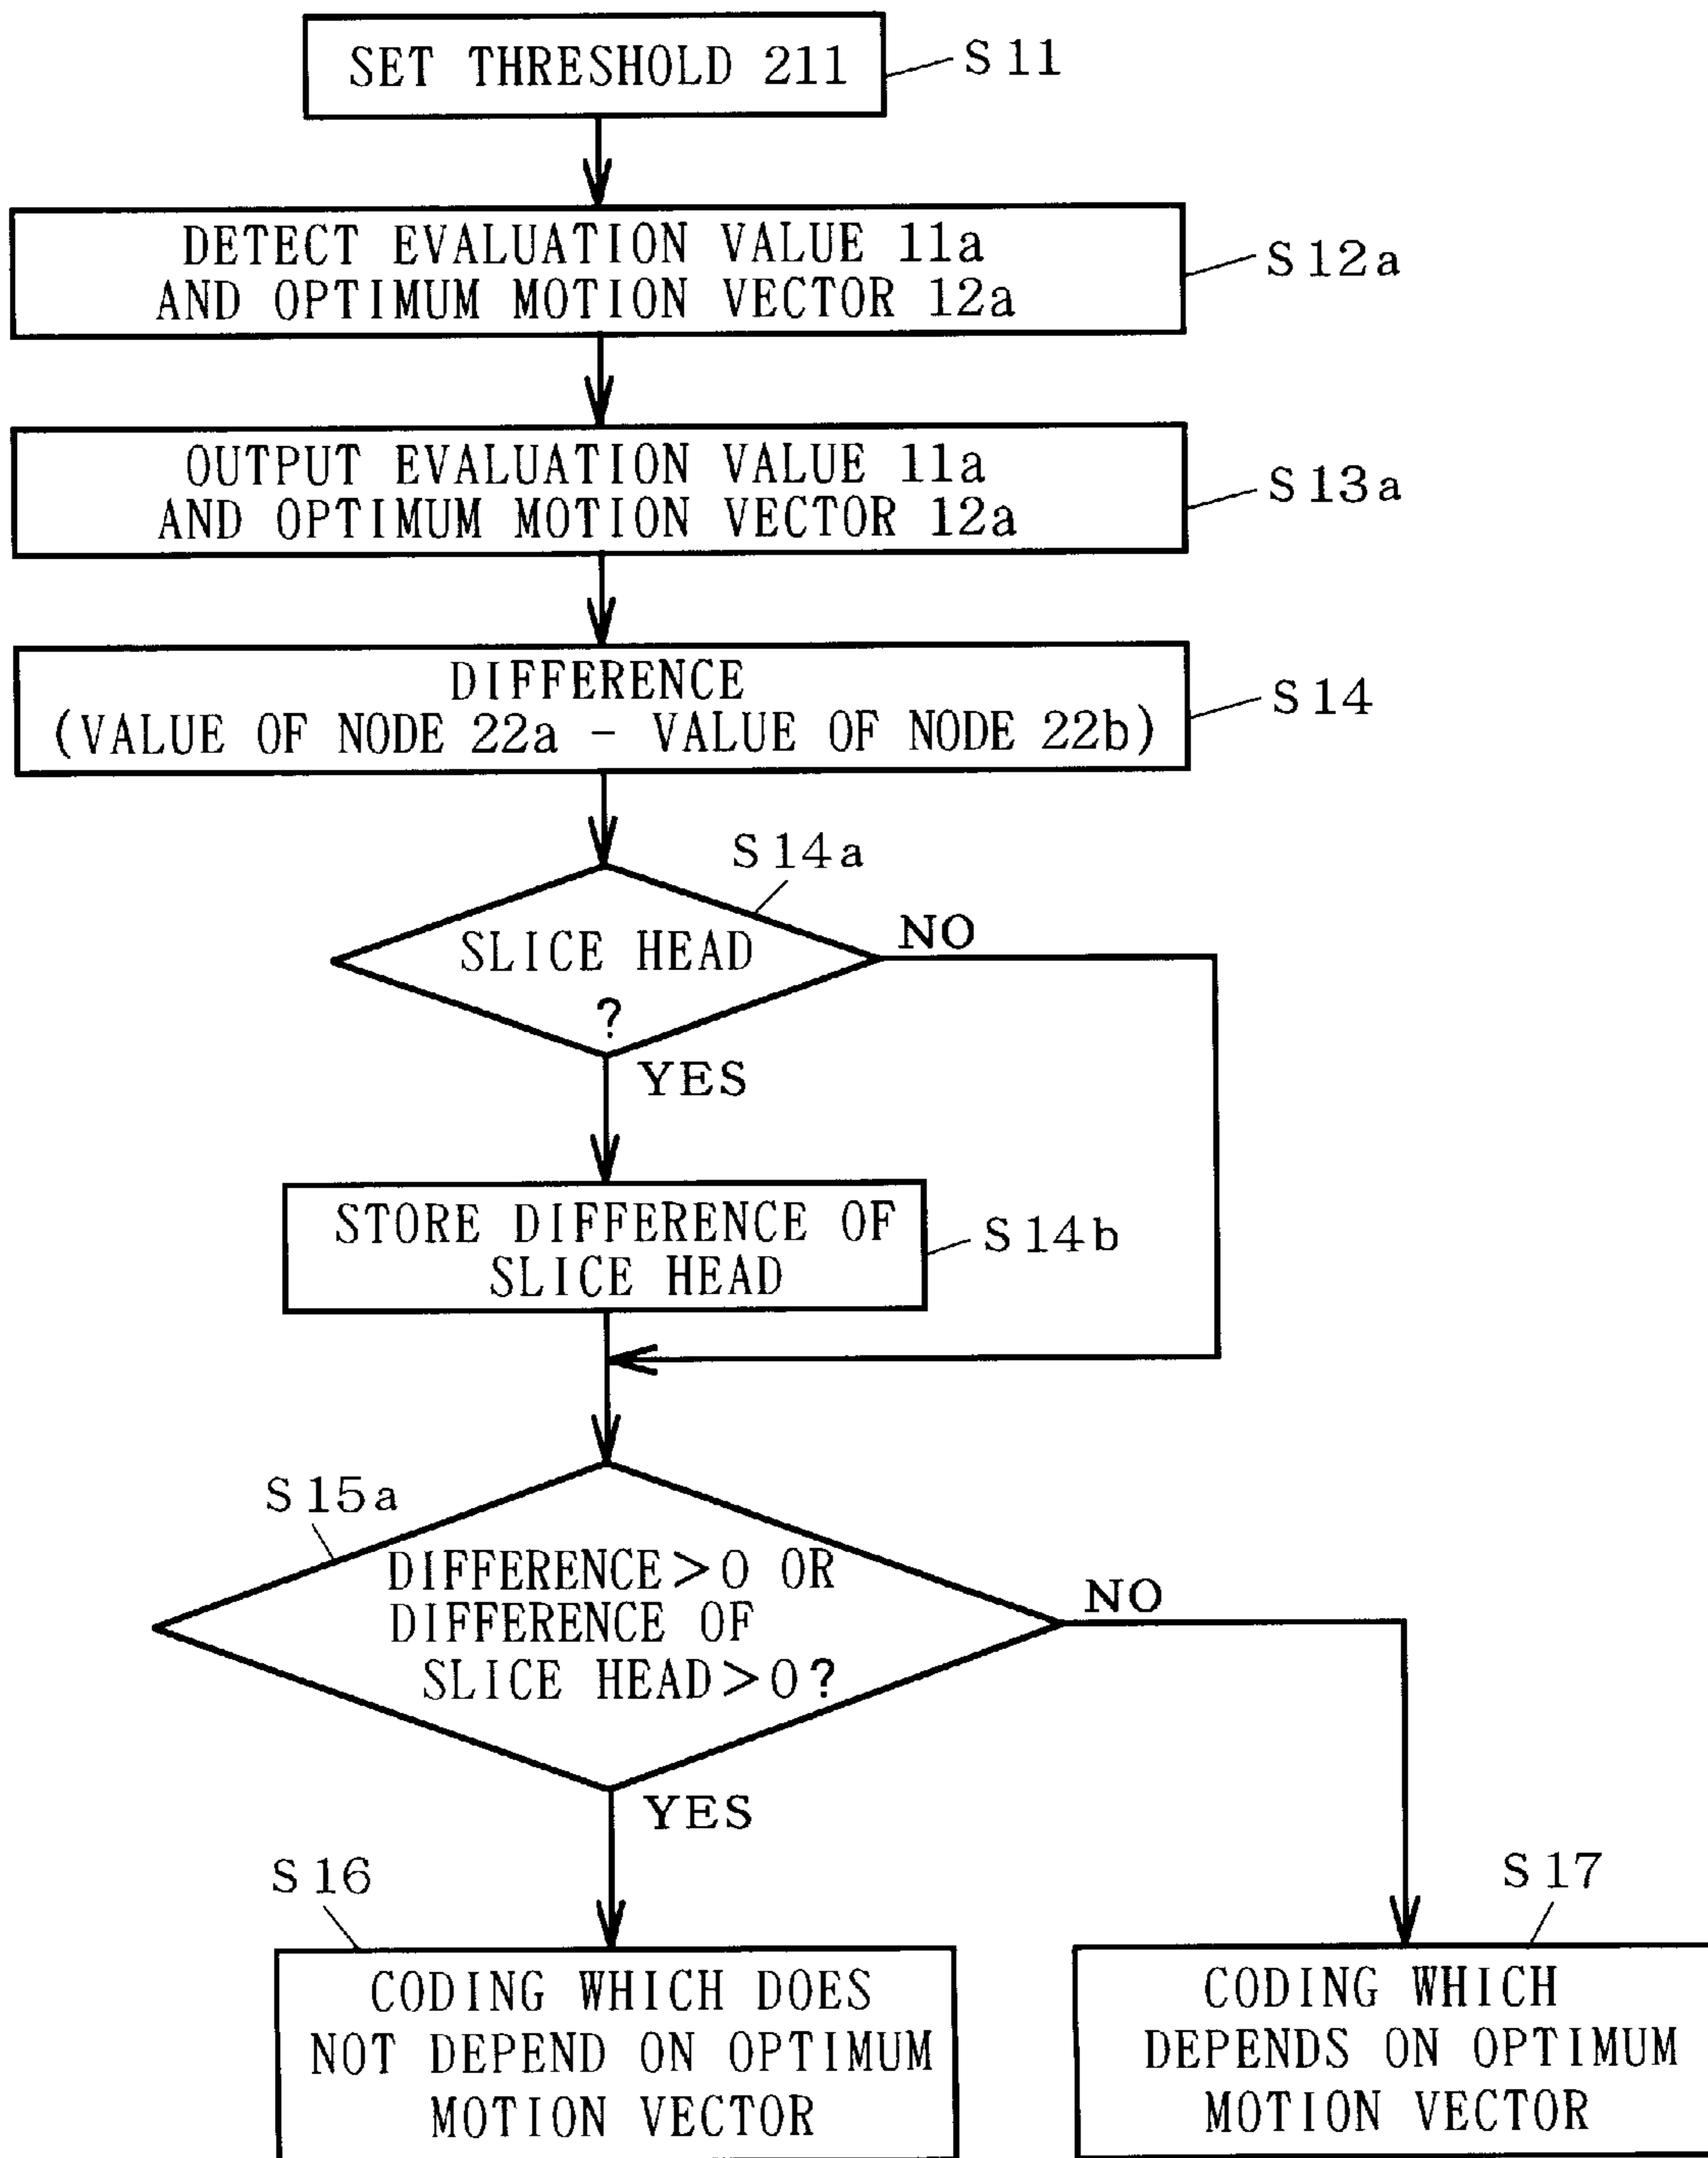 SET THRESHOLD 211
S11
DETECT EVALUATION VALUE 11a
AND OPTIMUM MOTION VECTOR 12a
S12a
OUTPUT EVALUATION VALUE 11a
AND OPTIMUM MOTION VECTOR 12a
S13a
DIFFERENCE
(VALUE OF NODE 22a - VALUE OF NODE 22b)
S14
S14a
SLICE HEAD
?
NO
YES
STORE DIFFERENCE OF
SLICE HEAD
S14b
S15a
DIFFERENCE>0 OR
DIFFERENCE OF
SLICE HEAD>0?
NO
YES
S16
CODING WHICH DOES
NOT DEPEND ON OPTIMUM
MOTION VECTOR
S17
CODING WHICH
DEPENDS ON OPTIMUM
MOTION VECTOR